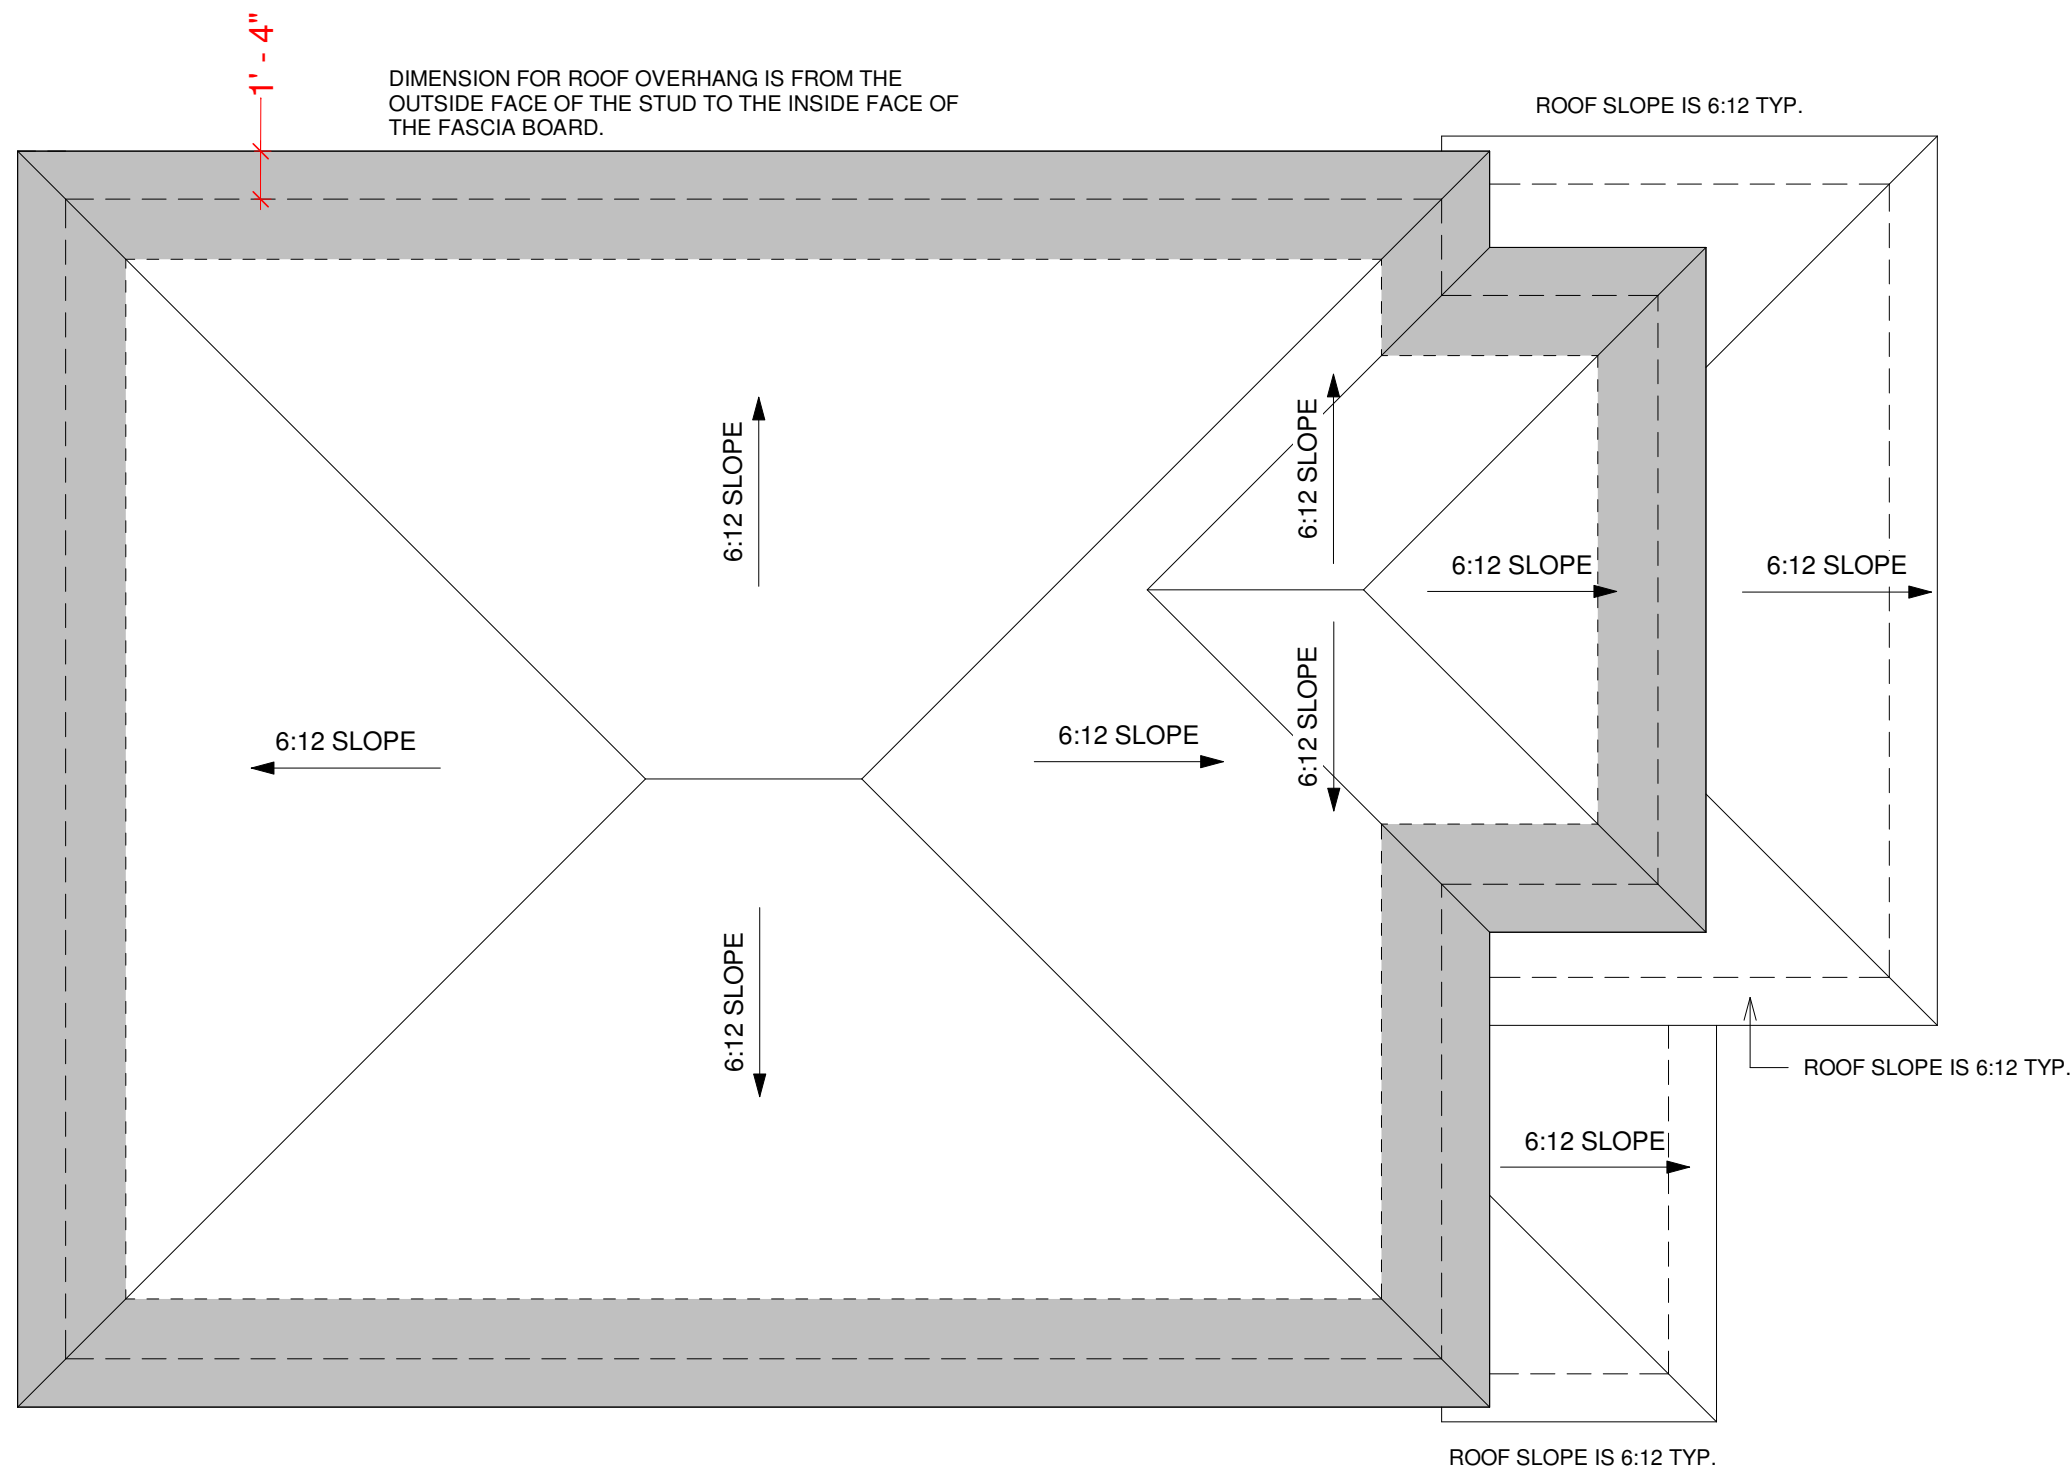 1' - 4"
DIMENSION FOR ROOF OVERHANG IS FROM THE
OUTSIDE FACE OF THE STUD TO THE INSIDE FACE OF
THE FASCIA BOARD.
ROOF SLOPE IS 6:12 TYP.
6:12 SLOPE
6:12 SLOPE
6:12 SLOPE
6:12 SLOPE
6:12 SLOPE
6:12 SLOPE
6:12 SLOPE
6:12 SLOPE
6:12 SLOPE
ROOF SLOPE IS 6:12 TYP.
6:12 SLOPE
ROOF SLOPE IS 6:12 TYP.